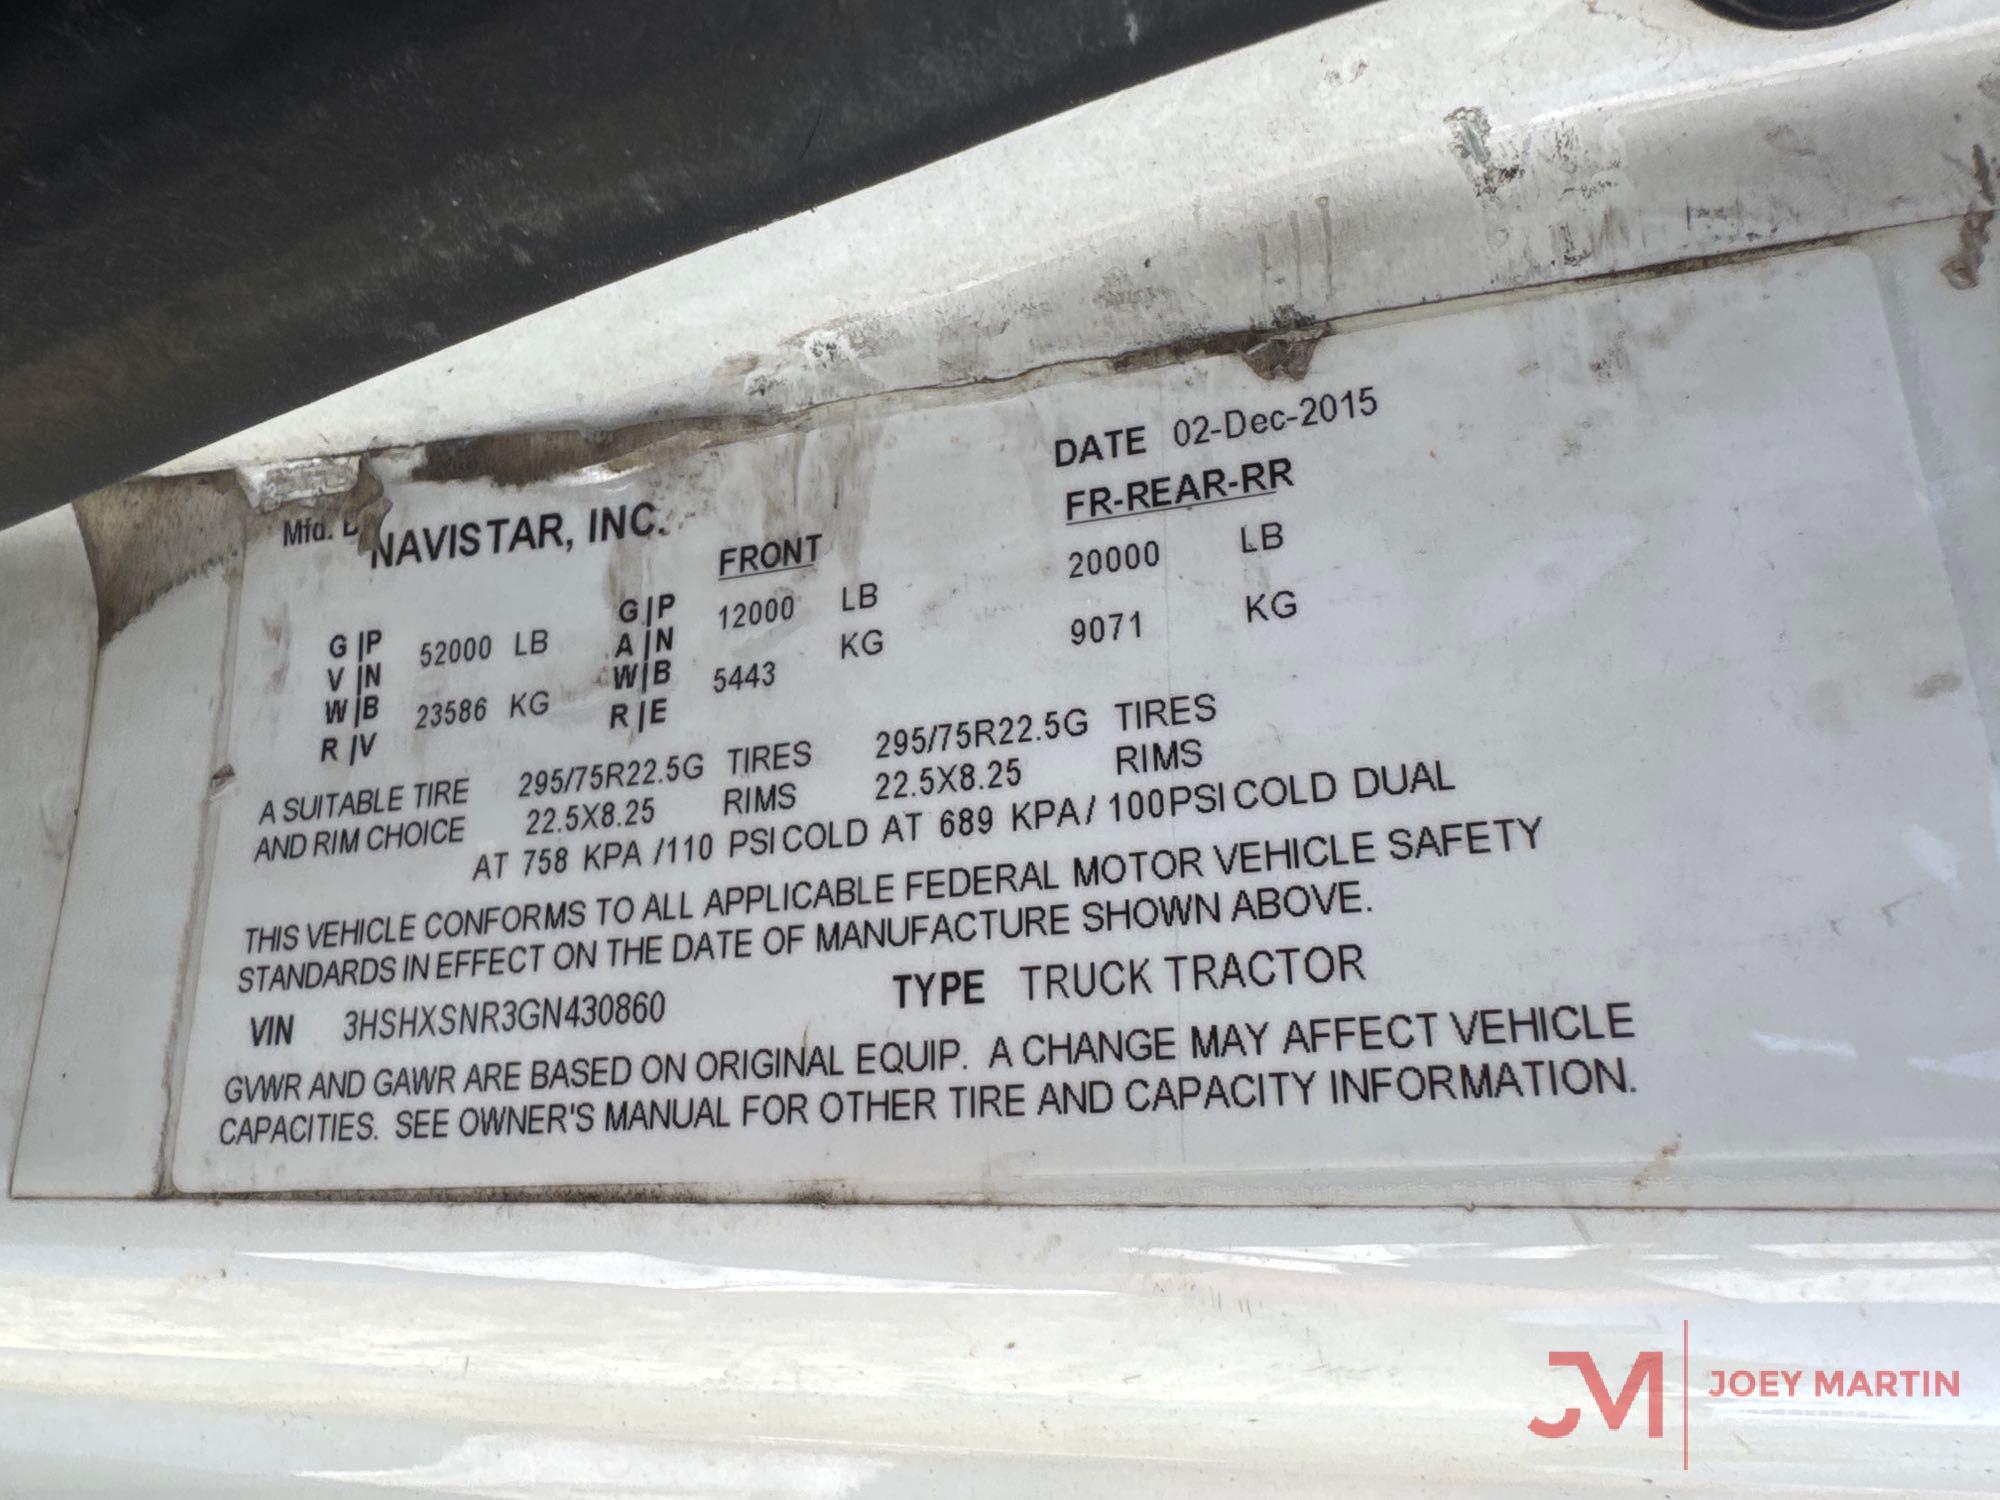 DATE 02-Dec-2015
Mfd. NAVISTAR, INC.
FRONT FR-REAR-RR
G|P 52000 LB G|P 12000 LB 20000 LB
V|N A|N
W|B 23586 KG W|B 5443 KG 9071 KG
R|V R|E
A SUITABLE TIRE 295/75R22.5G TIRES 295/75R22.5G TIRES
AND RIM CHOICE 22.5X8.25 RIMS 22.5X8.25 RIMS
AT 758 KPA /110 PSI COLD AT 689 KPA/ 100PSI COLD DUAL
THIS VEHICLE CONFORMS TO ALL APPLICABLE FEDERAL MOTOR VEHICLE SAFETY
STANDARDS IN EFFECT ON THE DATE OF MANUFACTURE SHOWN ABOVE.
VIN 3HSHXSNR3GN430860 TYPE TRUCK TRACTOR
GVWR AND GAWR ARE BASED ON ORIGINAL EQUIP. A CHANGE MAY AFFECT VEHICLE
CAPACITIES. SEE OWNER'S MANUAL FOR OTHER TIRE AND CAPACITY INFORMATION.
JM JOEY MARTIN